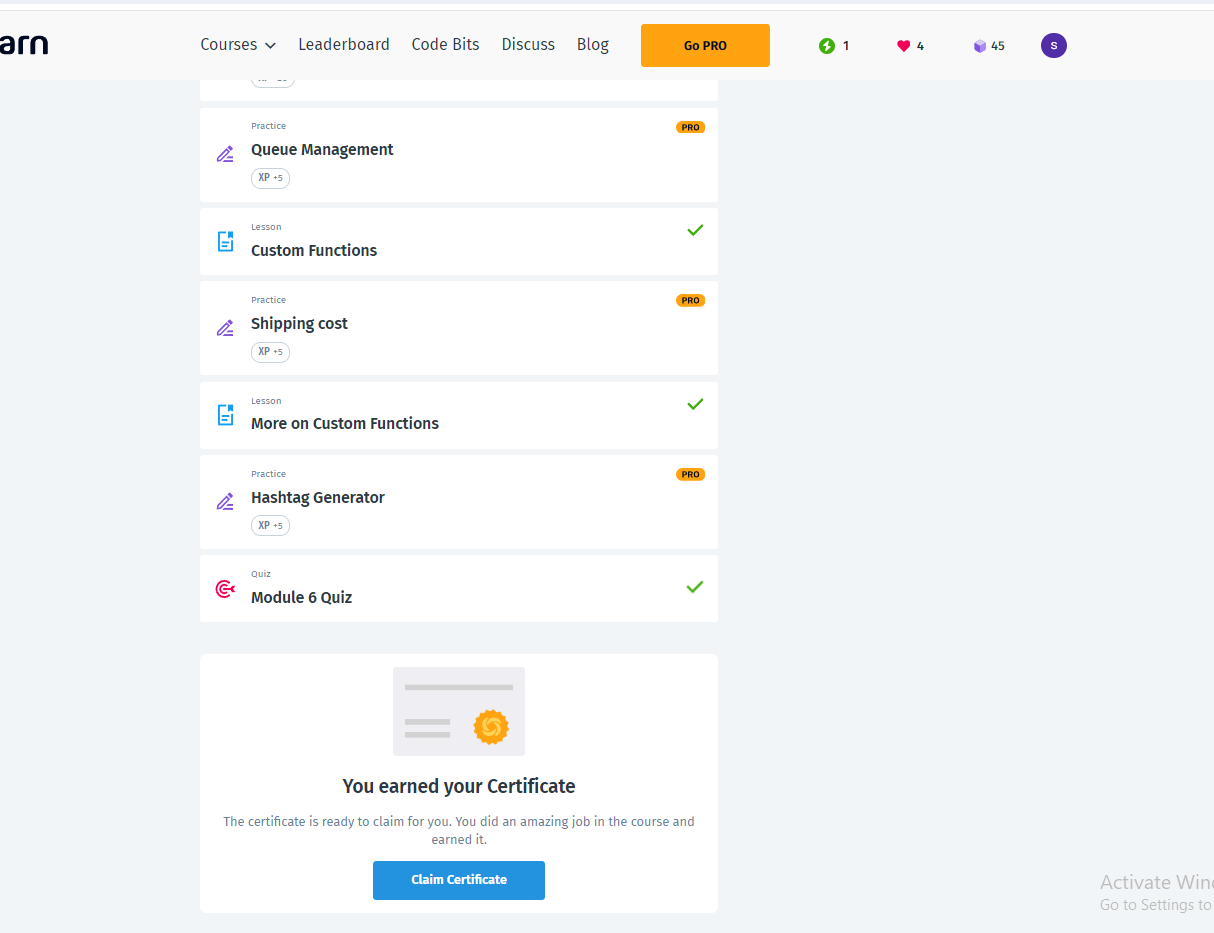 arn
Courses Leaderboard Code Bits Discuss Blog Go PRO 1 4 45 S
Practice PRO
Queue Management
XP +5
Lesson
Custom Functions
Practice PRO
Shipping cost
XP +5
Lesson
More on Custom Functions
Practice PRO
Hashtag Generator
XP +5
Quiz
Module 6 Quiz
You earned your Certificate
The certificate is ready to claim for you. You did an amazing job in the course and
earned it.
Claim Certificate
Activate Win
Go to Settings to